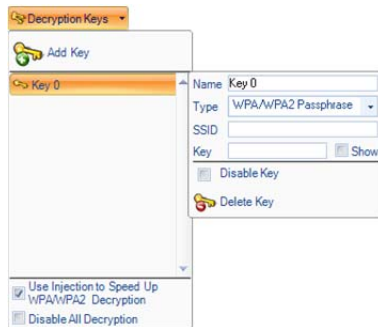 Decryption Keys
Add Key
Key 0
Name Key 0
Type WPA/WPA2 Passphrase
SSID
Key Show
Disable Key
Delete Key
Use Injection to Speed Up
WPA/WPA2 Decryption
Disable All Decryption